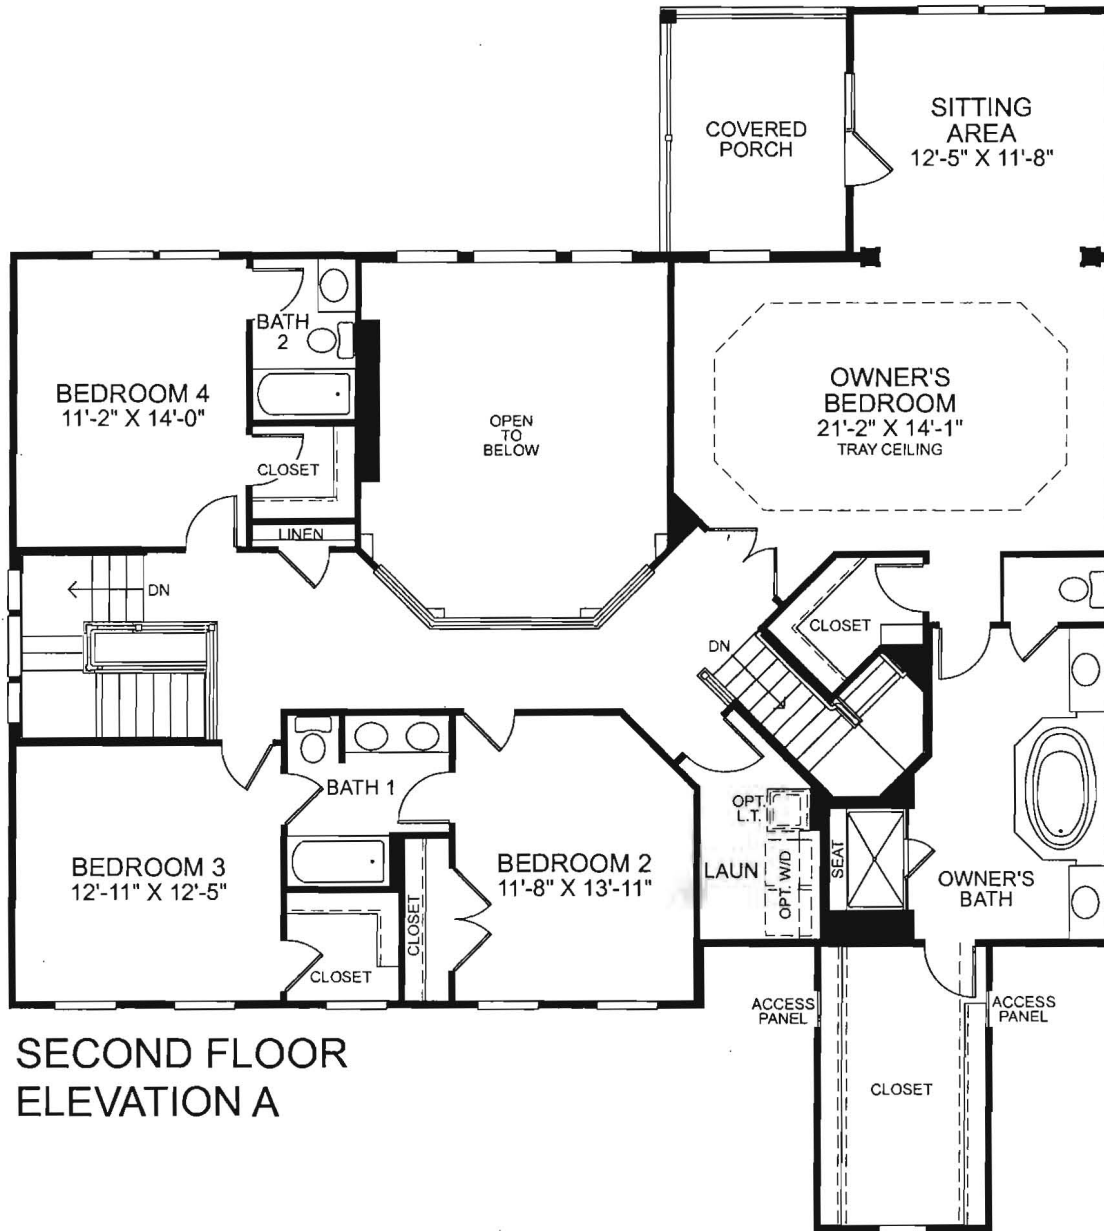 COVERED
PORCH
SITTING
AREA
12'-5" X 11'-8"
BATH
2
BEDROOM 4
11'-2" X 14'-0"
CLOSET
LINEN
OPEN
TO
BELOW
OWNER'S
BEDROOM
21'-2" X 14'-1"
TRAY CEILING
DN
DN
CLOSET
BATH 1
BEDROOM 3
12'-11" X 12'-5"
CLOSET
CLOSET
BEDROOM 2
11'-8" X 13'-11"
OPT.
L.T.
LAUN
OPT. W/D
SEAT
OWNER'S
BATH
ACCESS
PANEL
ACCESS
PANEL
CLOSET
SECOND FLOOR
ELEVATION A